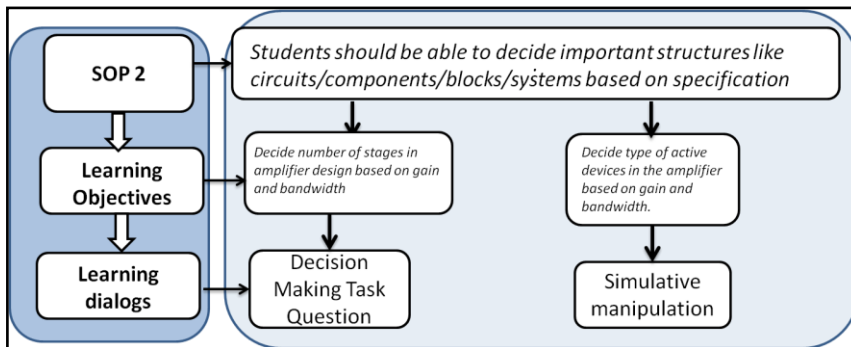 SOP 2
Students should be able to decide important structures like
circuits/components/blocks/systems based on specification
Learning
Objectives
Decide number of stages in
amplifier design based on gain
and bandwidth
Decide type of active
devices in the amplifier
based on gain and
bandwidth.
Learning
dialogs
Decision
Making Task
Question
Simulative
manipulation